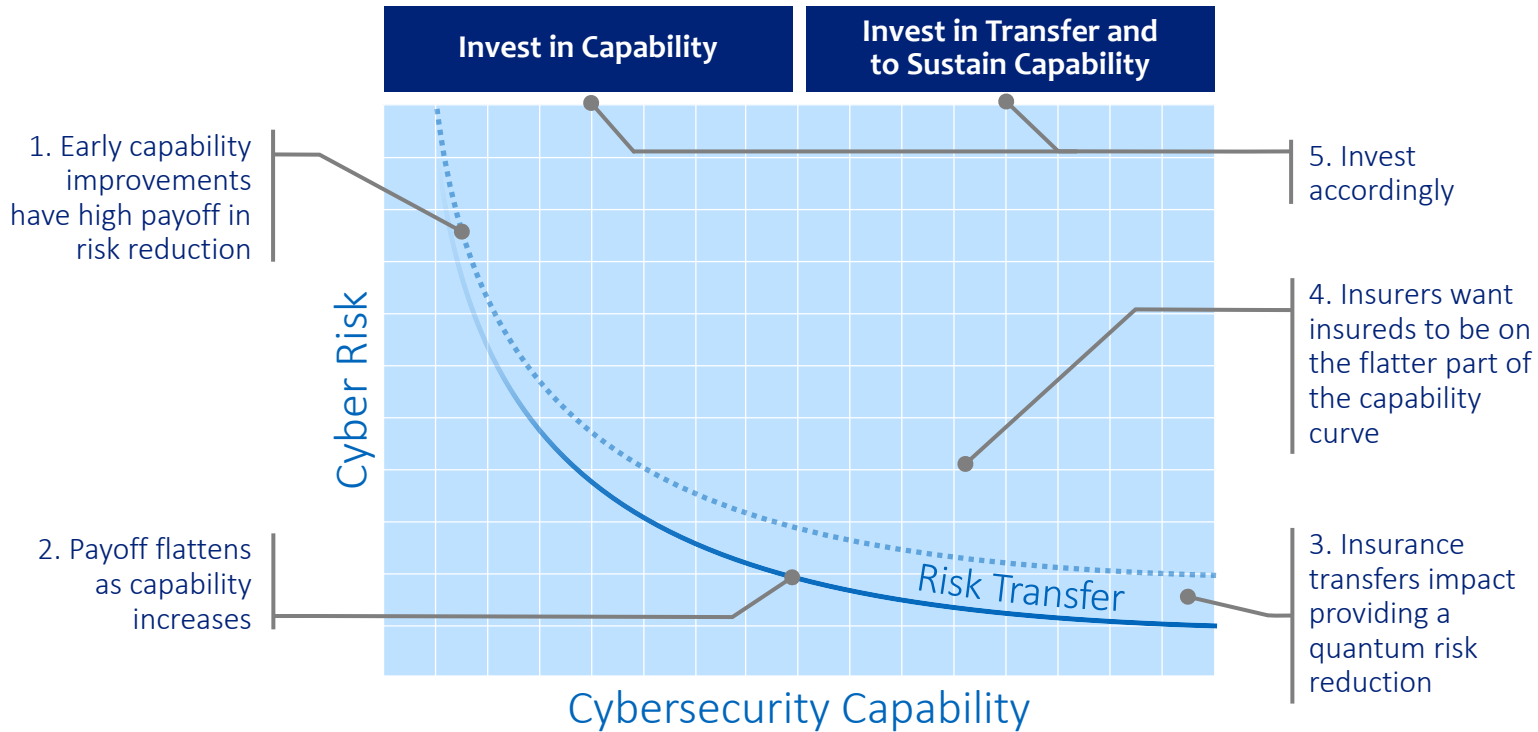 Invest in Capability
Invest in Transfer and
to Sustain Capability
1. Early capability
improvements
have high payoff in
risk reduction
5. Invest
accordingly
4. Insurers want
insureds to be on
the flatter part of
the capability
curve
Cyber Risk
2. Payoff flattens
as capability
increases
Risk Transfer
3. Insurance
transfers impact
providing a
quantum risk
reduction
Cybersecurity Capability